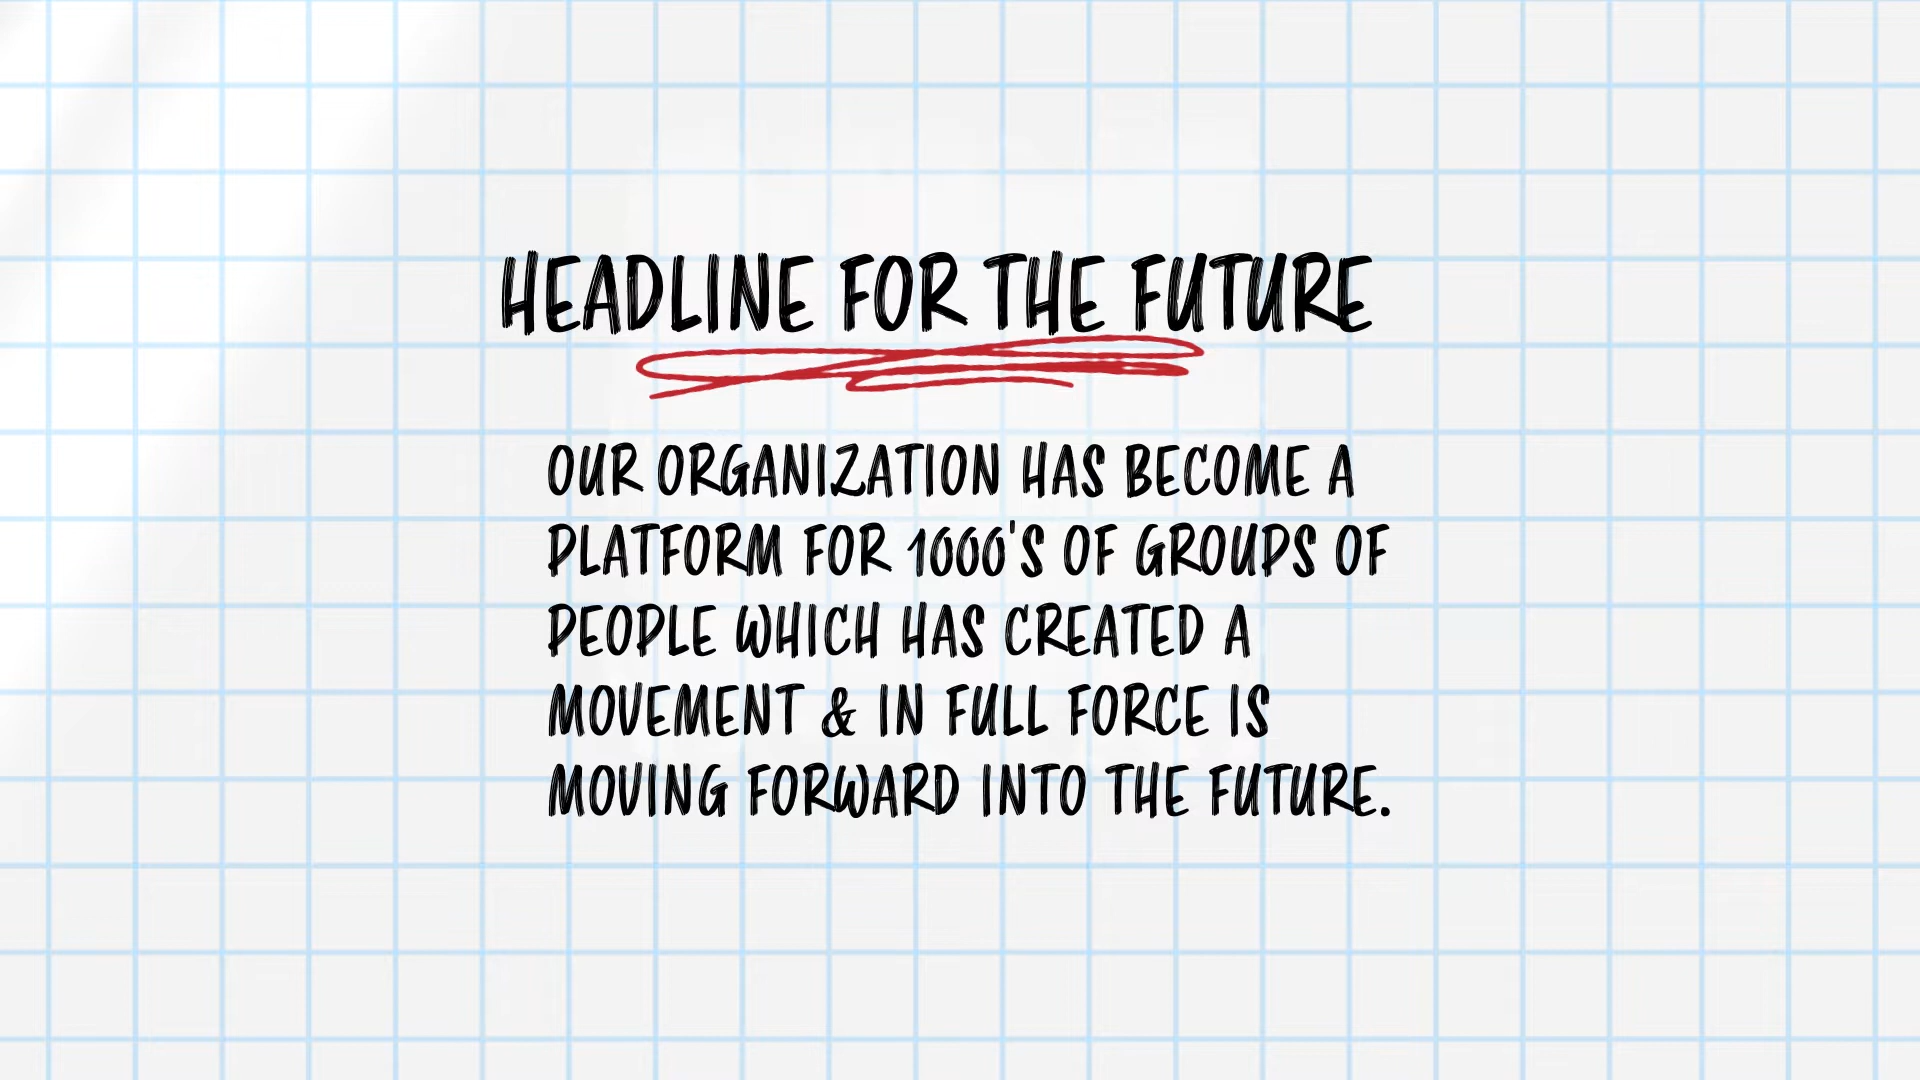 HEADLINE FOR THE FUTURE
OUR ORGANIZATION HAS BECOME A
PLATFORM FOR 1000'S OF GROUPS OF
PEOPLE WHICH HAS CREATED A
MOVEMENT & IN FULL FORCE IS
MOVING FORWARD INTO THE FUTURE.